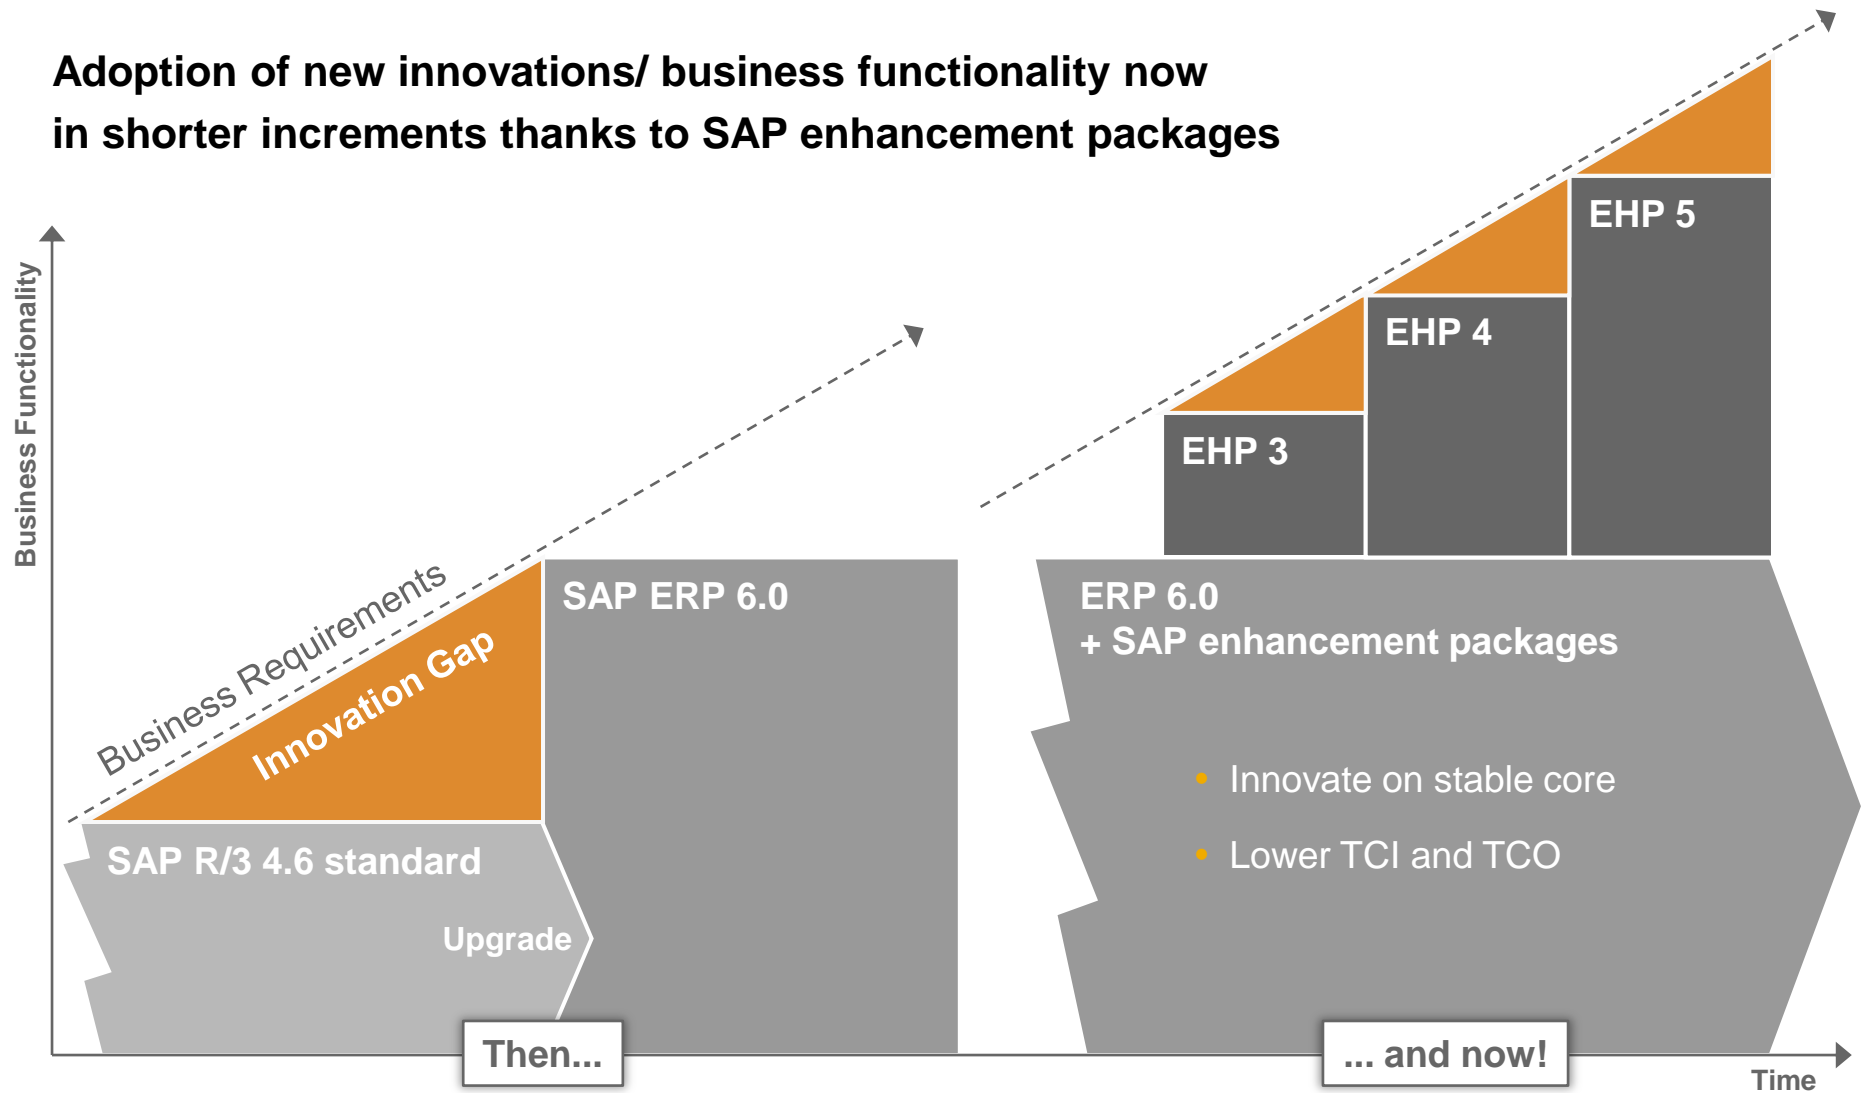 Adoption of new innovations/ business functionality now
in shorter increments thanks to SAP enhancement packages
Business Functionality
Business Requirements
Innovation Gap
SAP R/3 4.6 standard
Upgrade
SAP ERP 6.0
Then...
EHP 3
EHP 4
EHP 5
ERP 6.0
+ SAP enhancement packages
• Innovate on stable core
• Lower TCI and TCO
... and now!
Time